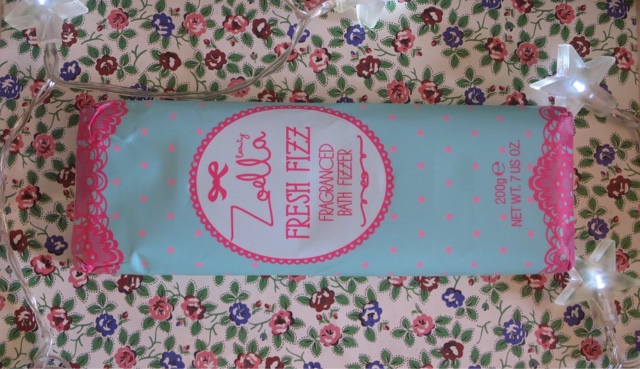 Zoella
Beauty
FRESH FIZZ
FRAGRANCED
BATH FIZZER
200g ℮
NET WT. 7 US OZ.